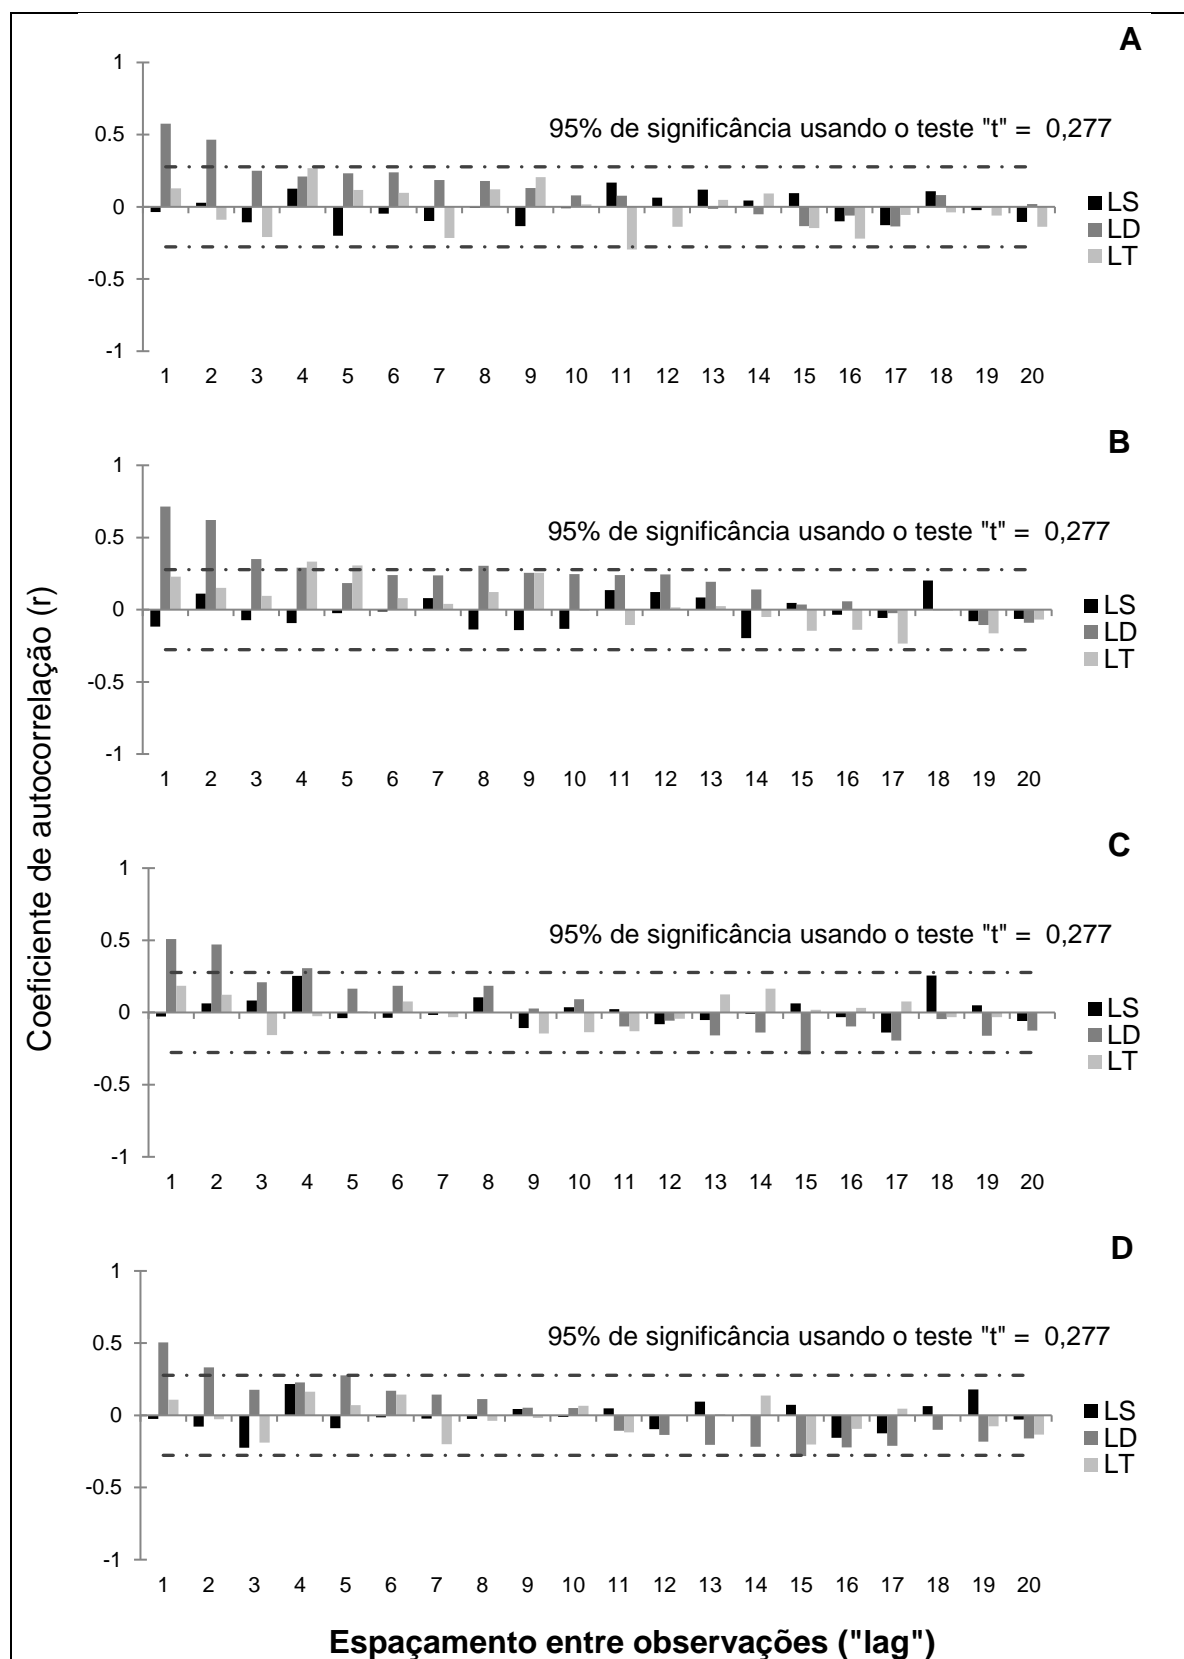 A
1
0.5
0
-0.5
-1
95% de significância usando o teste "t" = 0,277
LS
LD
LT
1 2 3 4 5 6 7 8 9 10 11 12 13 14 15 16 17 18 19 20
B
1
0.5
0
-0.5
-1
95% de significância usando o teste "t" = 0,277
LS
LD
LT
1 2 3 4 5 6 7 8 9 10 11 12 13 14 15 16 17 18 19 20
Coeficiente de autocorrelação (r)
C
1
0.5
0
-0.5
-1
95% de significância usando o teste "t" = 0,277
LS
LD
LT
1 2 3 4 5 6 7 8 9 10 11 12 13 14 15 16 17 18 19 20
D
1
0.5
0
-0.5
-1
95% de significância usando o teste "t" = 0,277
LS
LD
LT
1 2 3 4 5 6 7 8 9 10 11 12 13 14 15 16 17 18 19 20
Espaçamento entre observações ("lag")